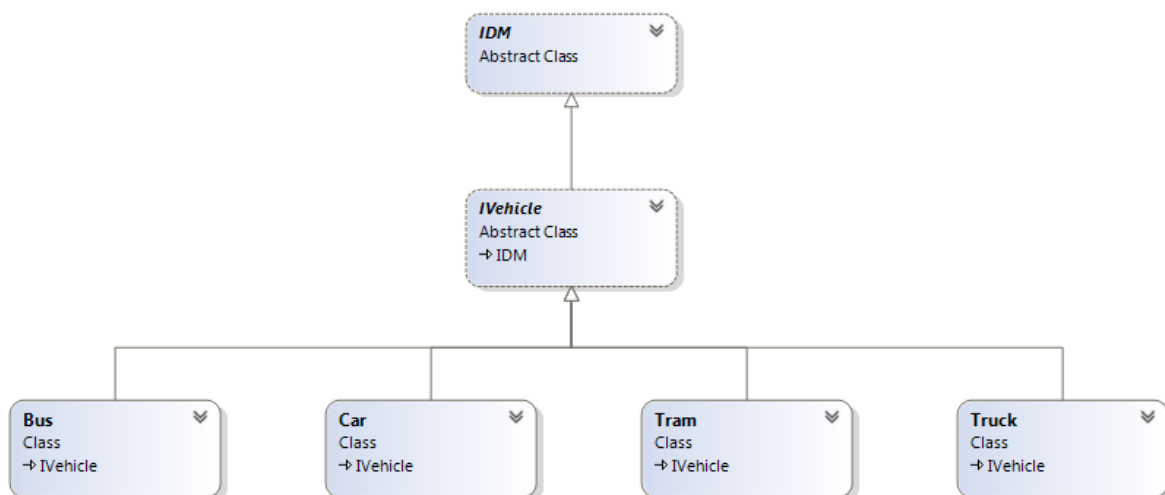 IDM
Abstract Class
IVehicle
Abstract Class
→ IDM
Bus
Class
→ IVehicle
Car
Class
→ IVehicle
Tram
Class
→ IVehicle
Truck
Class
→ IVehicle